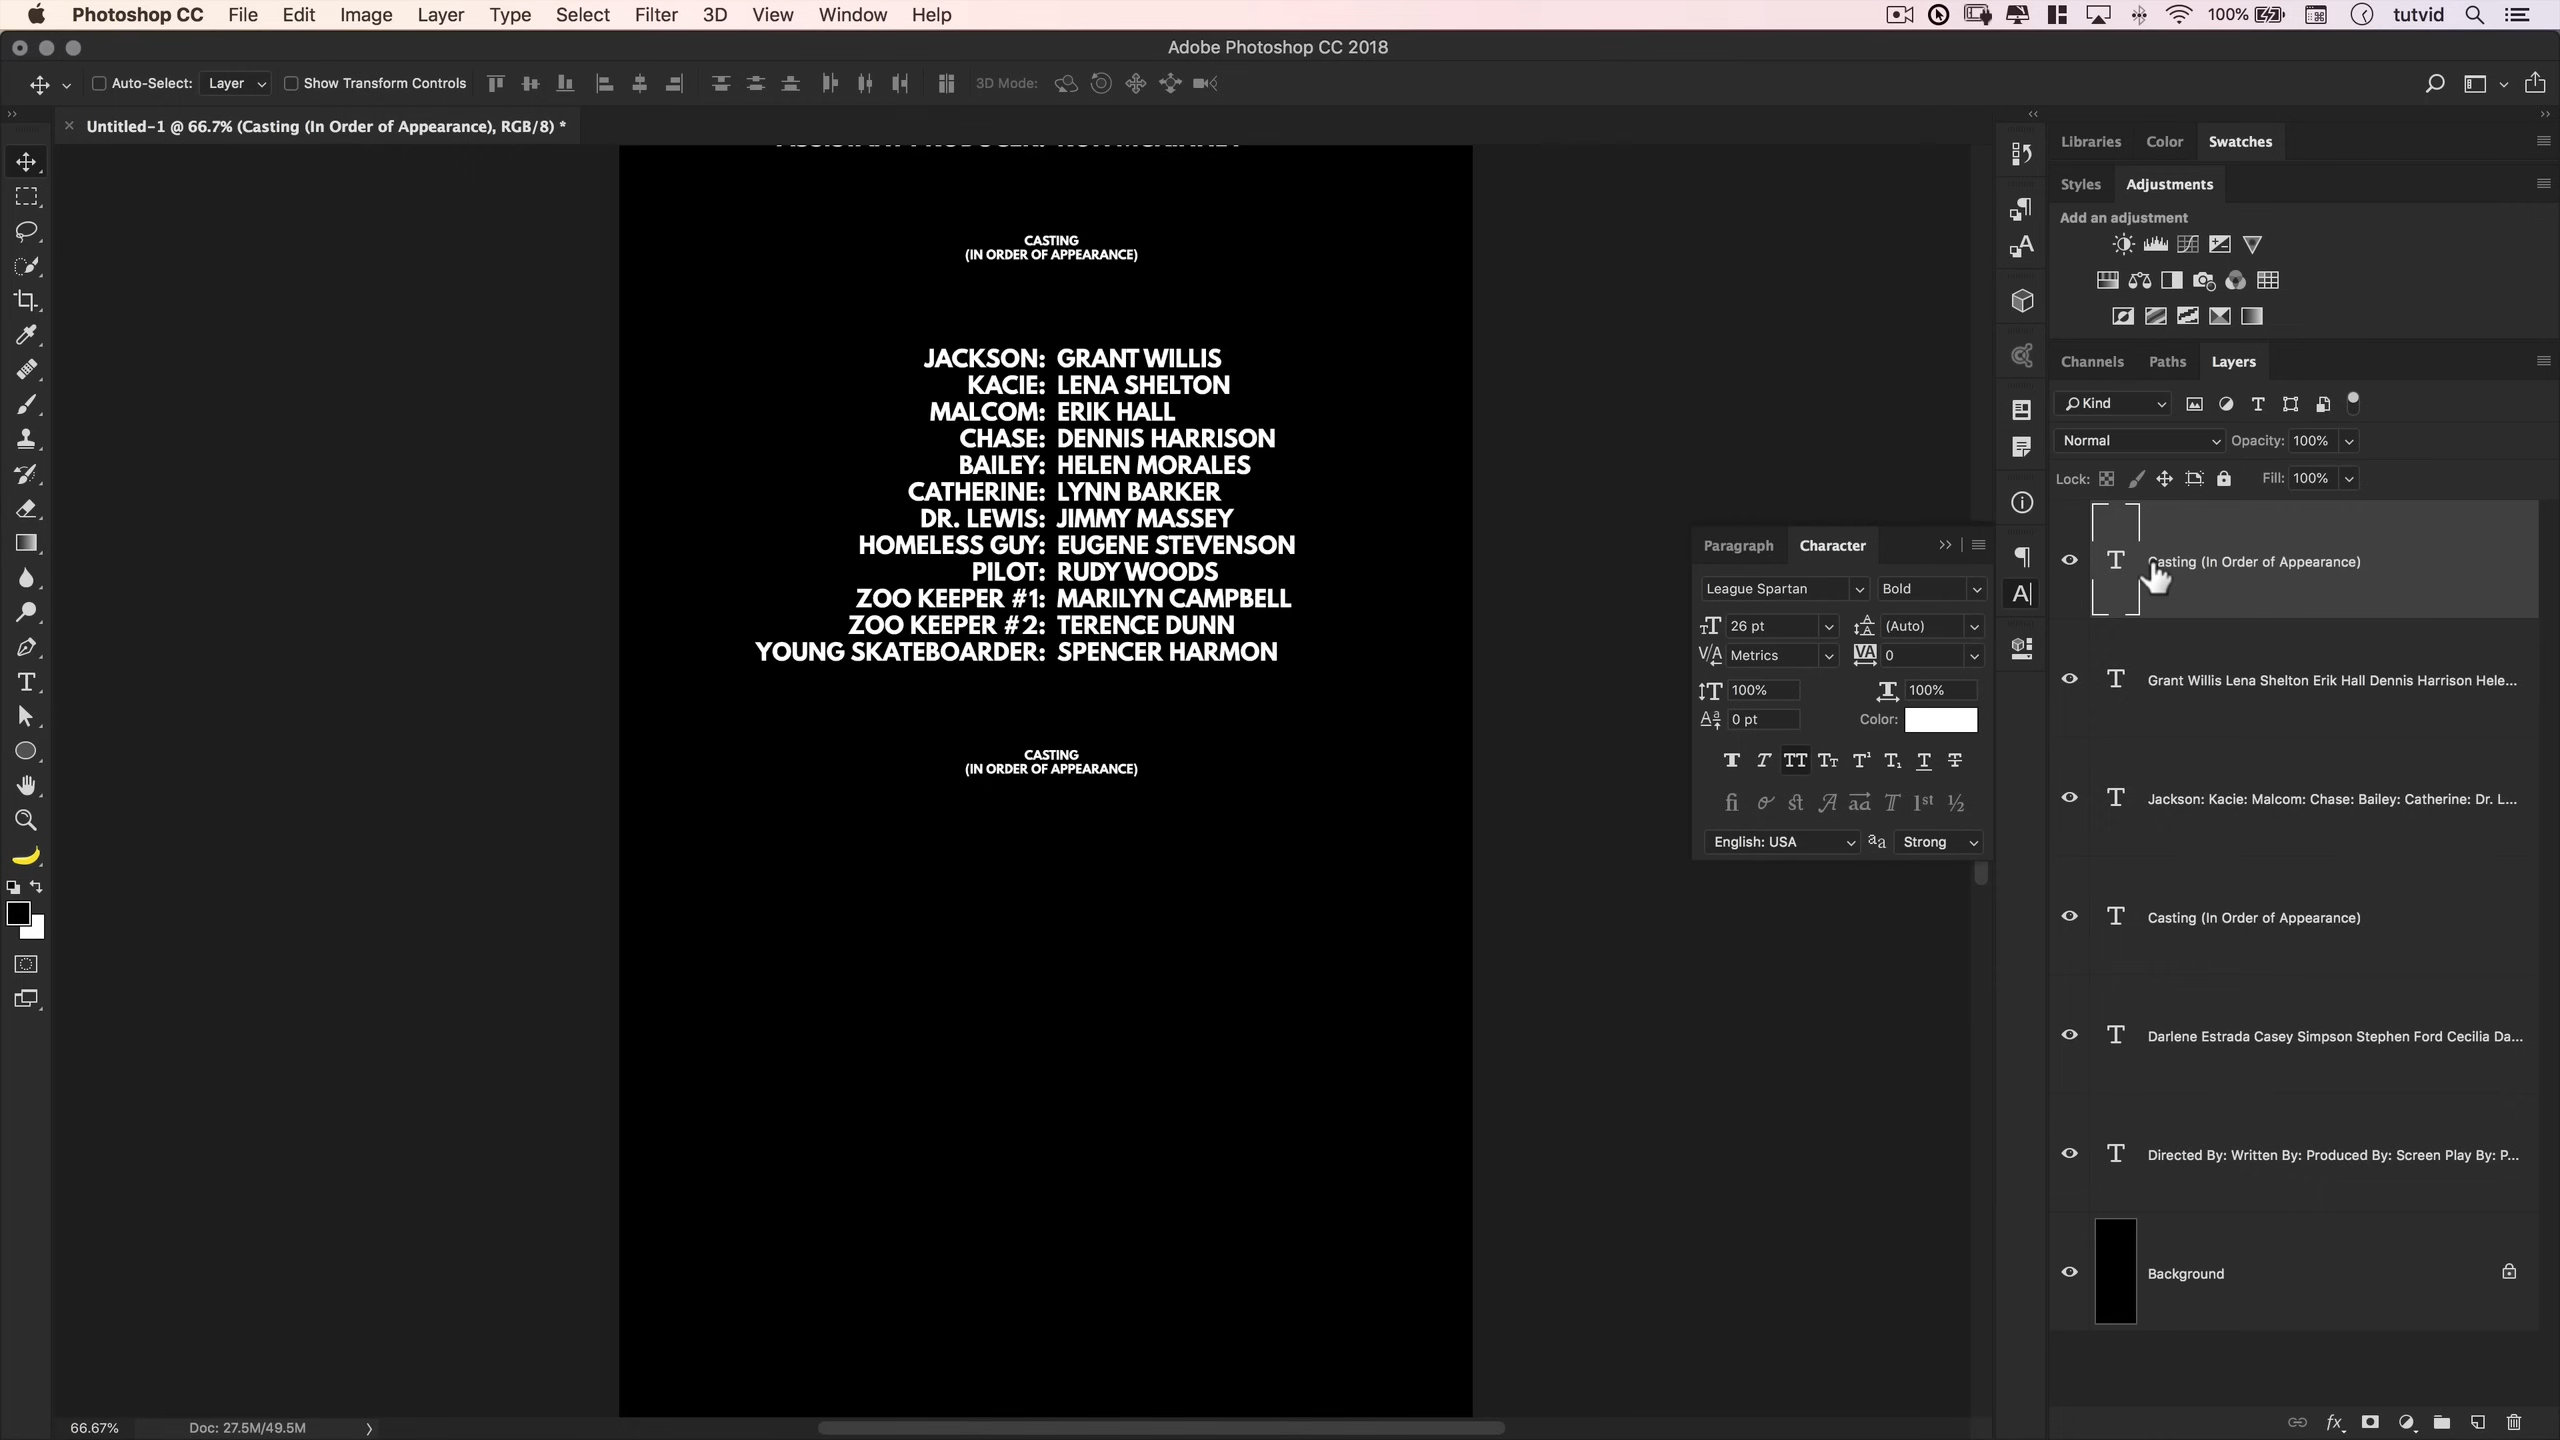 Photoshop CC File Edit Image Layer Type Select Filter 3D View Window Help 100% tutvid
Adobe Photoshop CC 2018
Auto-Select: Layer Show Transform Controls 3D Mode:
× Untitled-1 @ 66.7% (Casting (In Order of Appearance), RGB/8) *
CASTING
(IN ORDER OF APPEARANCE)
JACKSON: GRANT WILLIS
KACIE: LENA SHELTON
MALCOM: ERIK HALL
CHASE: DENNIS HARRISON
BAILEY: HELEN MORALES
CATHERINE: LYNN BARKER
DR. LEWIS: JIMMY MASSEY
HOMELESS GUY: EUGENE STEVENSON
PILOT: RUDY WOODS
ZOO KEEPER #1: MARILYN CAMPBELL
ZOO KEEPER #2: TERENCE DUNN
YOUNG SKATEBOARDER: SPENCER HARMON
CASTING
(IN ORDER OF APPEARANCE)
Paragraph Character
League Spartan Bold
26 pt (Auto)
Metrics 0
100% 100%
0 pt Color:
English: USA Strong
Libraries Color Swatches
Styles Adjustments
Add an adjustment
Channels Paths Layers
Kind
Normal Opacity: 100%
Lock: Fill: 100%
Casting (In Order of Appearance)
Grant Willis Lena Shelton Erik Hall Dennis Harrison Hele...
Jackson: Kacie: Malcom: Chase: Bailey: Catherine: Dr. L...
Casting (In Order of Appearance)
Darlene Estrada Casey Simpson Stephen Ford Cecilia Da...
Directed By: Written By: Produced By: Screen Play By: P...
Background
66.67% Doc: 27.5M/49.5M